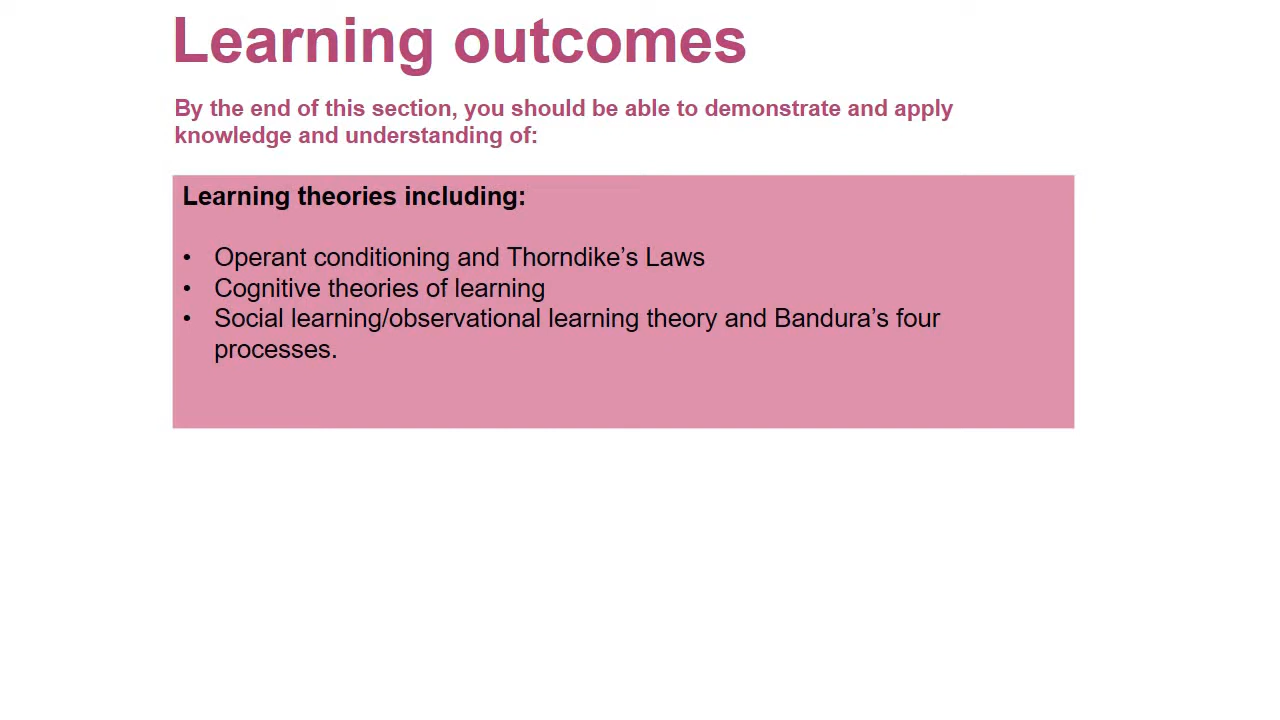 Learning outcomes
By the end of this section, you should be able to demonstrate and apply
knowledge and understanding of:
Learning theories including:
• Operant conditioning and Thorndike’s Laws
• Cognitive theories of learning
• Social learning/observational learning theory and Bandura’s four
processes.